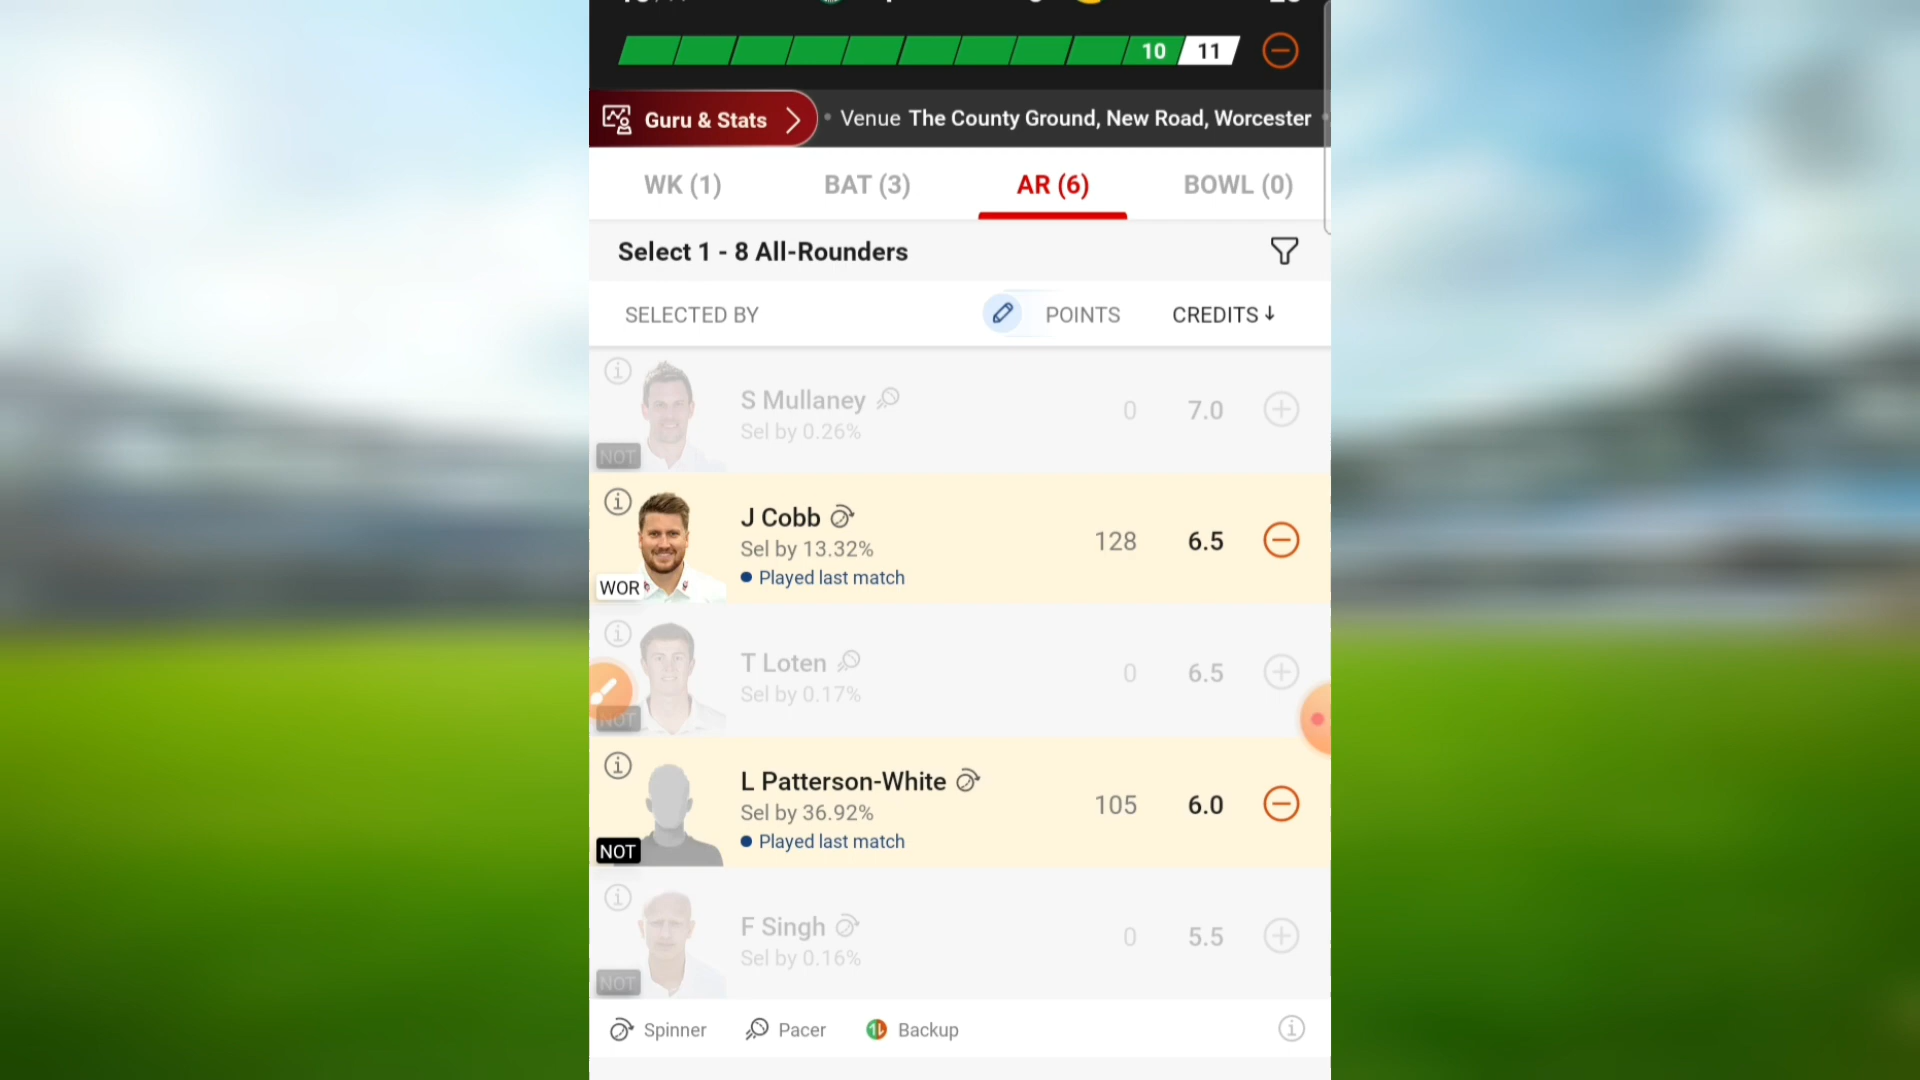 10 11
Guru & Stats • Venue The County Ground, New Road, Worcester
WK (1) BAT (3) AR (6) BOWL (0)
Select 1 - 8 All-Rounders
SELECTED BY POINTS CREDITS ↓
S Mullaney
Sel by 0.26%
0 7.0
NOT
J Cobb
Sel by 13.32%
128 6.5
Played last match
WOR
T Loten
Sel by 0.17%
0 6.5
NOT
L Patterson-White
Sel by 36.92%
105 6.0
Played last match
NOT
F Singh
Sel by 0.16%
0 5.5
NOT
Spinner Pacer Backup